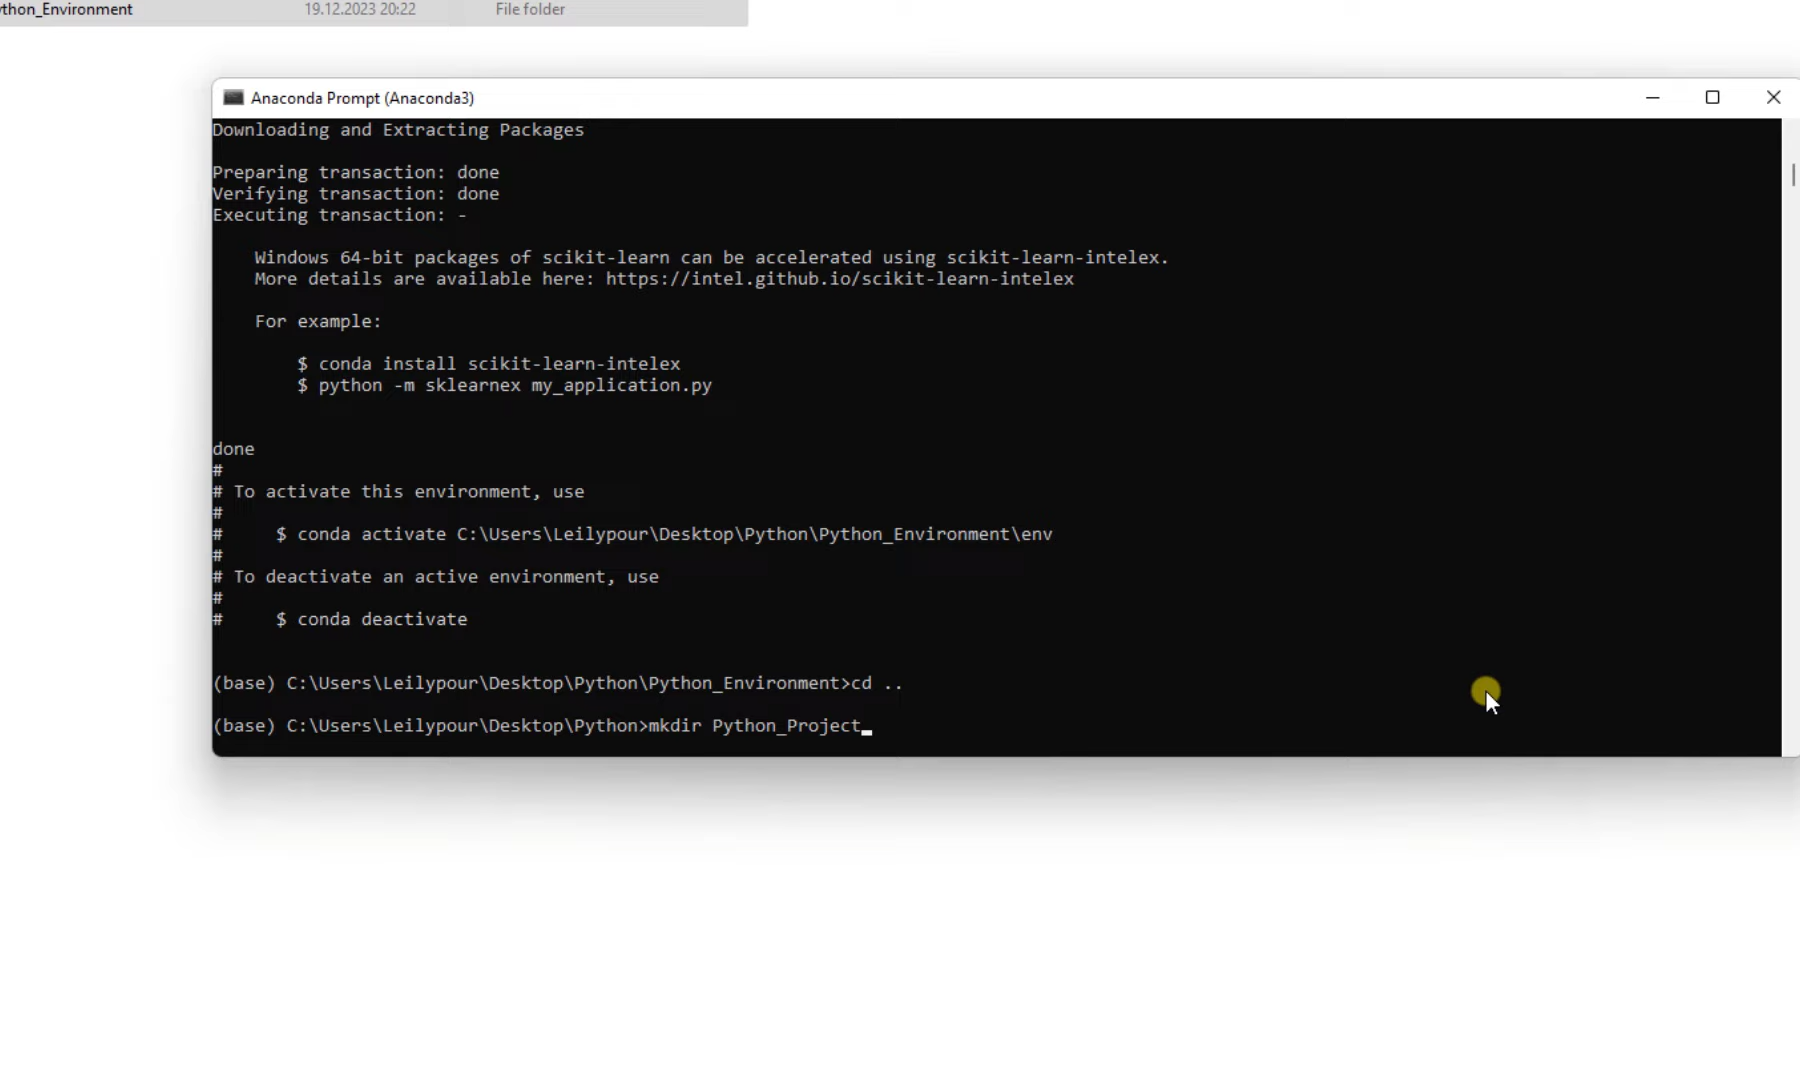 ython_Environment 19.12.2023 20:22 File folder
Anaconda Prompt (Anaconda3)
Downloading and Extracting Packages
Preparing transaction: done
Verifying transaction: done
Executing transaction: -
Windows 64-bit packages of scikit-learn can be accelerated using scikit-learn-intelex.
More details are available here: https://intel.github.io/scikit-learn-intelex
For example:
$ conda install scikit-learn-intelex
$ python -m sklearnex my_application.py
done
#
# To activate this environment, use
#
#     $ conda activate C:\Users\Leilypour\Desktop\Python\Python_Environment\env
#
# To deactivate an active environment, use
#
#     $ conda deactivate
(base) C:\Users\Leilypour\Desktop\Python\Python_Environment>cd ..
(base) C:\Users\Leilypour\Desktop\Python>mkdir Python_Project